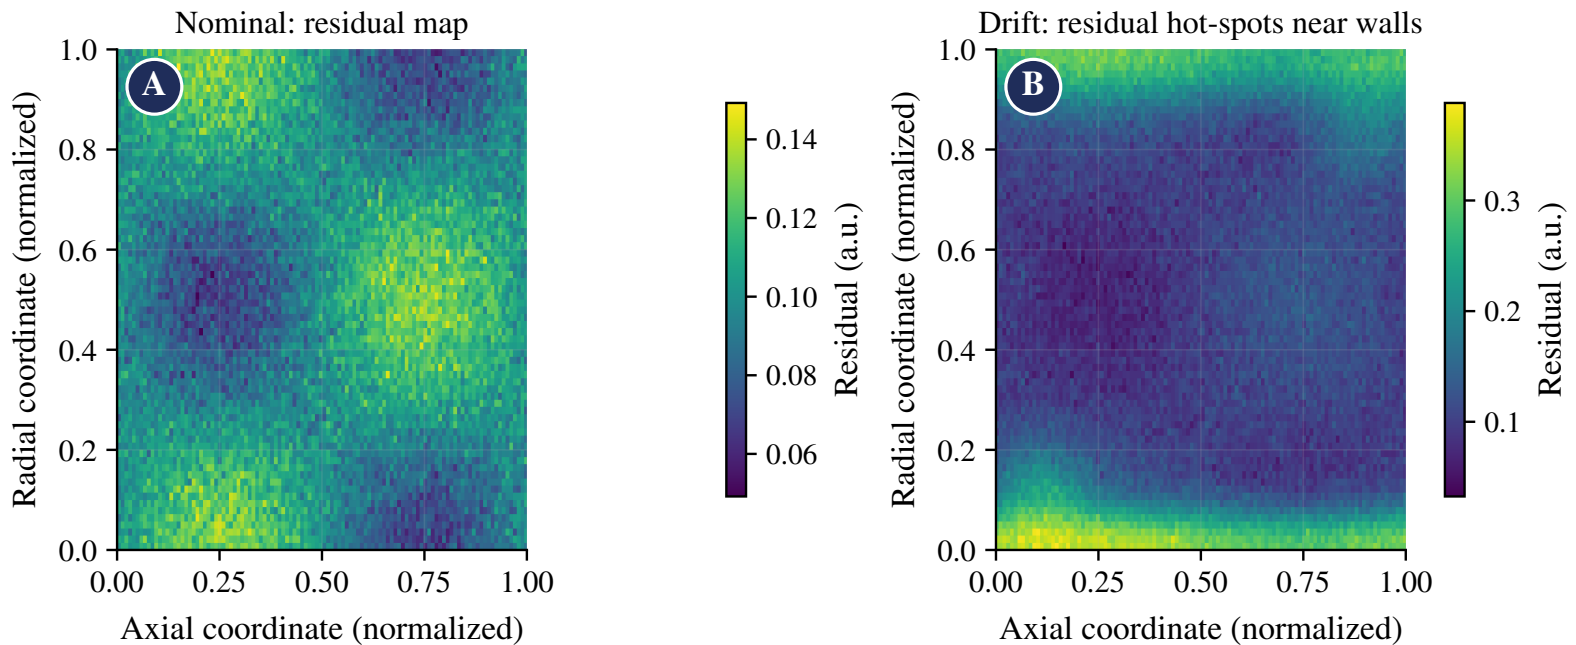 Nominal: residual map
A
1.0
0.8
0.6
0.4
0.2
0.0
Radial coordinate (normalized)
0.00 0.25 0.50 0.75 1.00
Axial coordinate (normalized)
0.14
0.12
0.10
0.08
0.06
Residual (a.u.)
Drift: residual hot-spots near walls
B
1.0
0.8
0.6
0.4
0.2
0.0
Radial coordinate (normalized)
0.00 0.25 0.50 0.75 1.00
Axial coordinate (normalized)
0.3
0.2
0.1
Residual (a.u.)